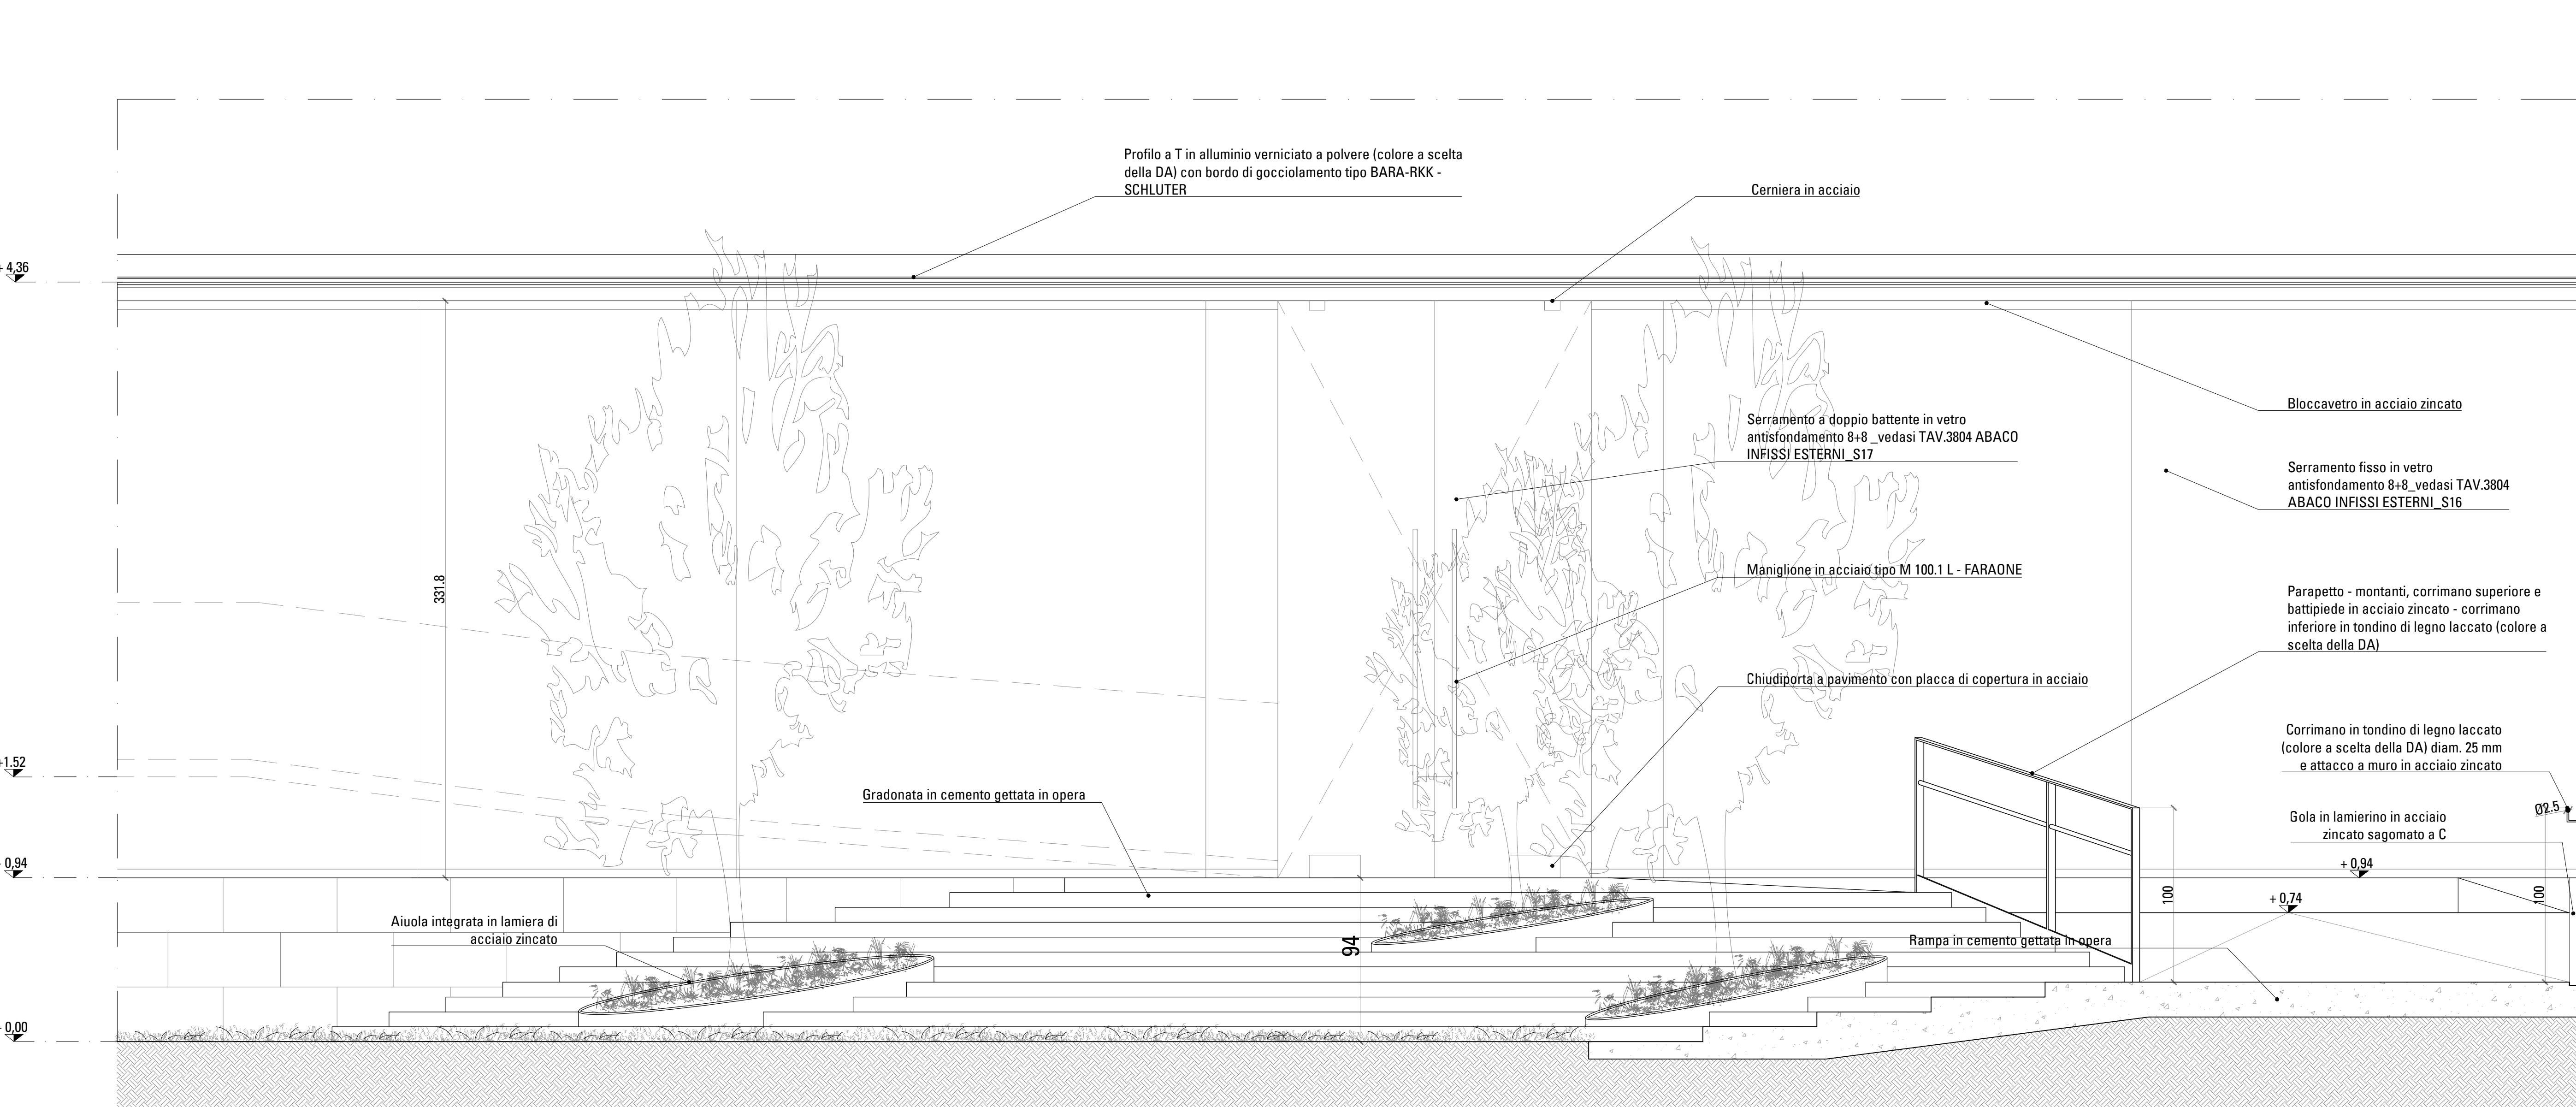 Profilo a T in alluminio verniciato a polvere (colore a scelta
della DA) con bordo di gocciolamento tipo BARA-RKK -
SCHLUTER
Cerniera in acciaio
+ 4,36
Bloccavetro in acciaio zincato
Serramento a doppio battente in vetro
antisfondamento 8+8 _vedasi TAV.3804 ABACO
INFISSI ESTERNI_S17
Serramento fisso in vetro
antisfondamento 8+8_vedasi TAV.3804
ABACO INFISSI ESTERNI_S16
331.8
Maniglione in acciaio tipo M 100.1 L - FARAONE
Parapetto - montanti, corrimano superiore e
battipiede in acciaio zincato - corrimano
inferiore in tondino di legno laccato (colore a
scelta della DA)
Chiudiporta a pavimento con placca di copertura in acciaio
Corrimano in tondino di legno laccato
(colore a scelta della DA) diam. 25 mm
e attacco a muro in acciaio zincato
+1.52
Gradonata in cemento gettata in opera
Ø2.5
Gola in lamierino in acciaio
zincato sagomato a C
0,94
+ 0,94
100
100
+ 0,74
Aiuola integrata in lamiera di
acciaio zincato
94
Rampa in cemento gettata in opera
0,00